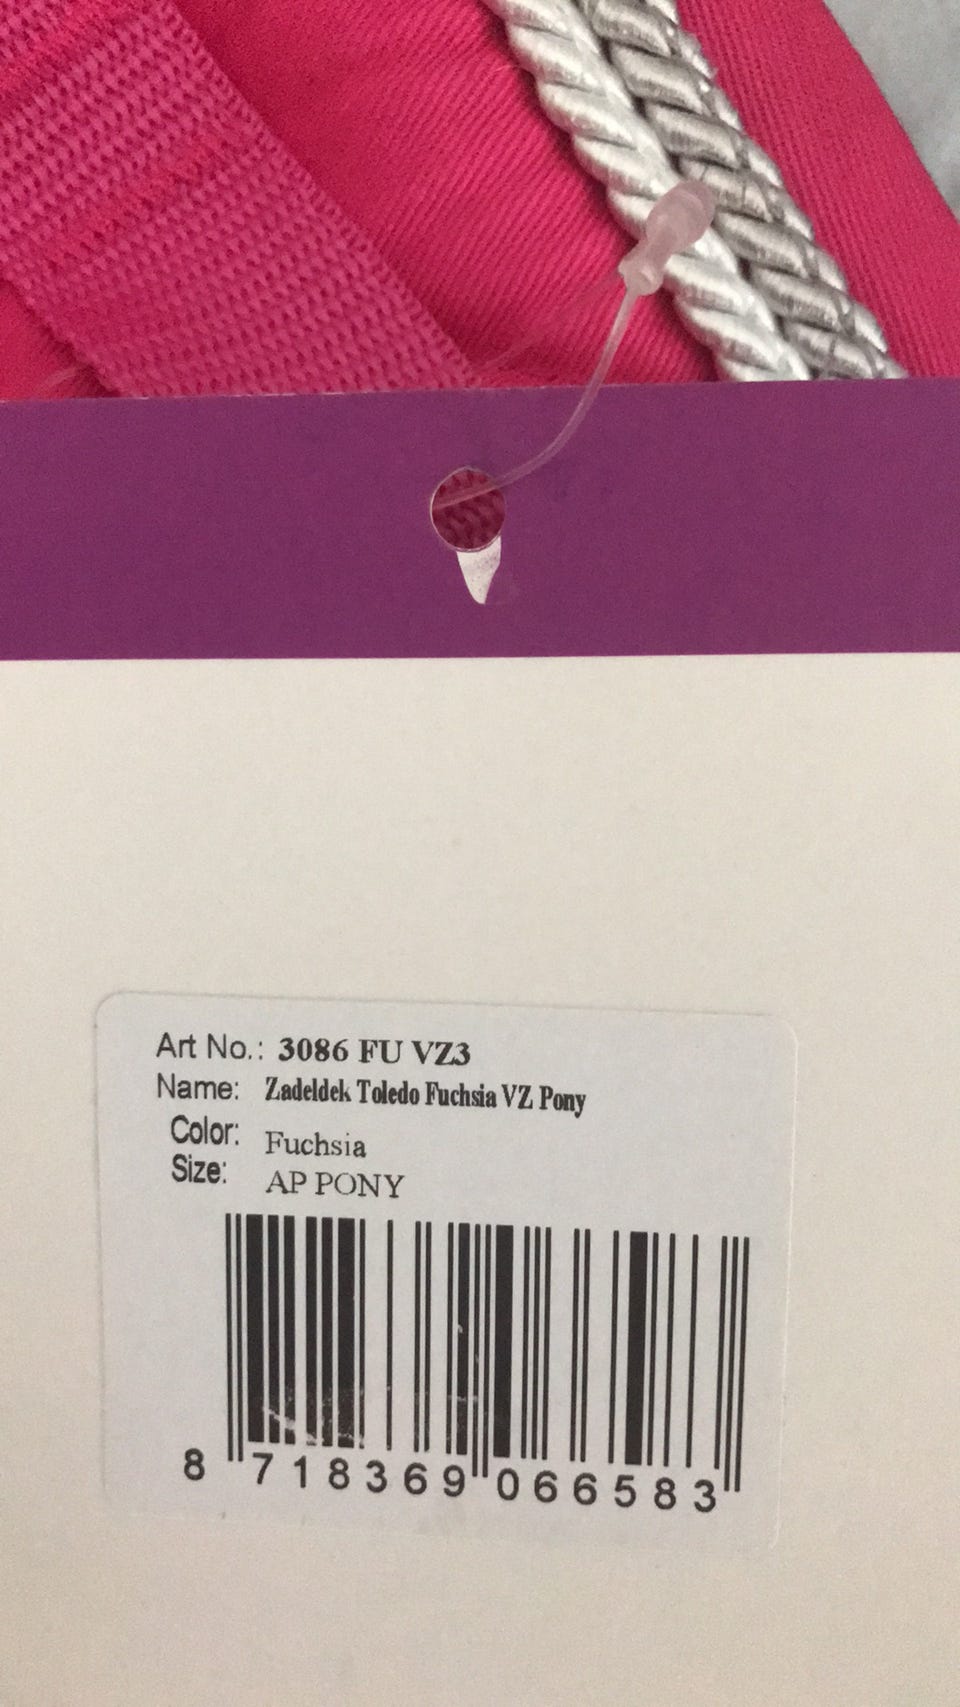 Art No.: 3086 FU VZ3
Name: Zadeldek Toledo Fuchsia VZ Pony
Color: Fuchsia
Size: AP PONY
8 718369 066583